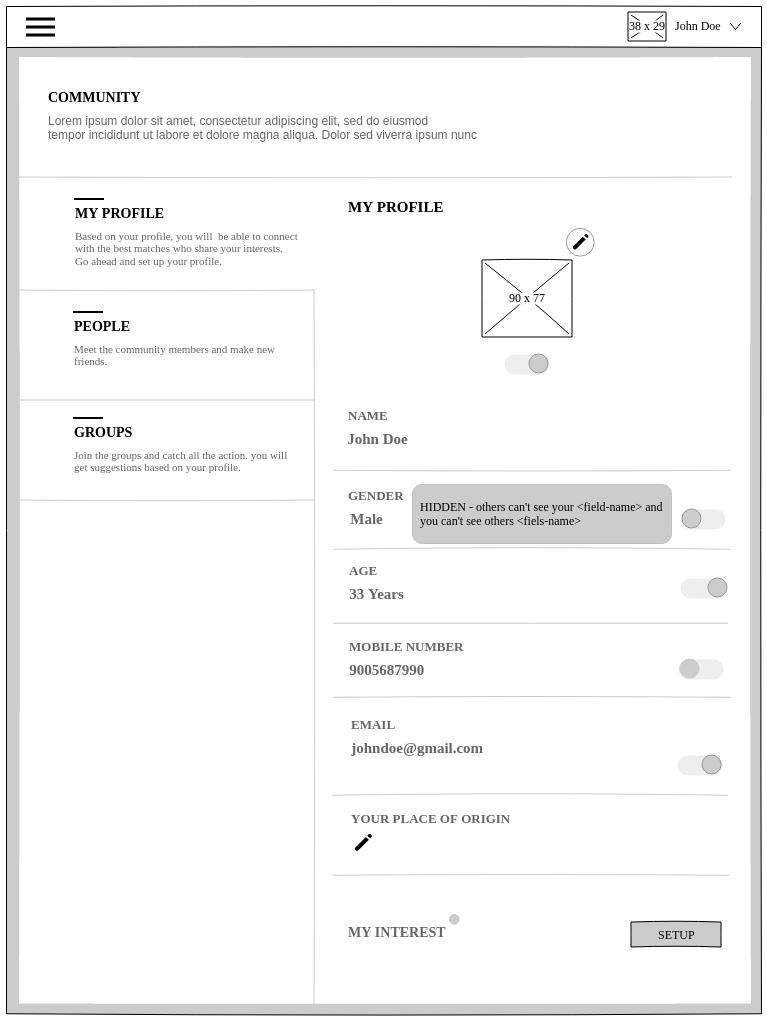 38 x 29
John Doe
COMMUNITY
Lorem ipsum dolor sit amet, consectetur adipiscing elit, sed do eiusmod
tempor incididunt ut labore et dolore magna aliqua. Dolor sed viverra ipsum nunc
MY PROFILE
Based on your profile, you will  be able to connect
with the best matches who share your interests.
Go ahead and set up your profile.
PEOPLE
Meet the community members and make new
friends.
GROUPS
Join the groups and catch all the action. you will
get suggestions based on your profile.
MY PROFILE
90 x 77
NAME
John Doe
GENDER
Male
HIDDEN - others can't see your <field-name> and
you can't see others <fiels-name>
AGE
33 Years
MOBILE NUMBER
9005687990
EMAIL
johndoe@gmail.com
YOUR PLACE OF ORIGIN
MY INTEREST
SETUP